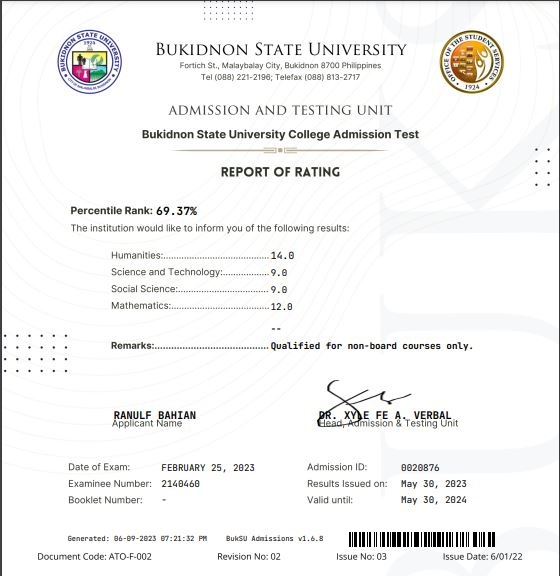 BUKIDNON STATE UNIVERSITY
1924
BUKIDNON STATE UNIVERSITY
Fortich St., Malaybalay City, Bukidnon 8700 Philippines
Tel (088) 221-2196; Telefax (088) 813-2717
OFFICE OF THE STUDENT SERVICES
1924
ADMISSION AND TESTING UNIT
Bukidnon State University College Admission Test
REPORT OF RATING
Percentile Rank: 69.37%
The institution would like to inform you of the following results:
Humanities:.......................................14.0
Science and Technology:................9.0
Social Science:................................9.0
Mathematics:..................................12.0
--
Remarks:.......................................Qualified for non-board courses only.
RANULF BAHIAN
Applicant Name
DR. XYLE FE A. VERBAL
Head, Admission & Testing Unit
Date of Exam: FEBRUARY 25, 2023
Examinee Number: 2140460
Booklet Number: -
Admission ID: 0020876
Results Issued on: May 30, 2023
Valid until: May 30, 2024
Generated: 06-09-2023 07:21:32 PM BukSU Admissions v1.6.8
Document Code: ATO-F-002 Revision No: 02 Issue No: 03 Issue Date: 6/01/22